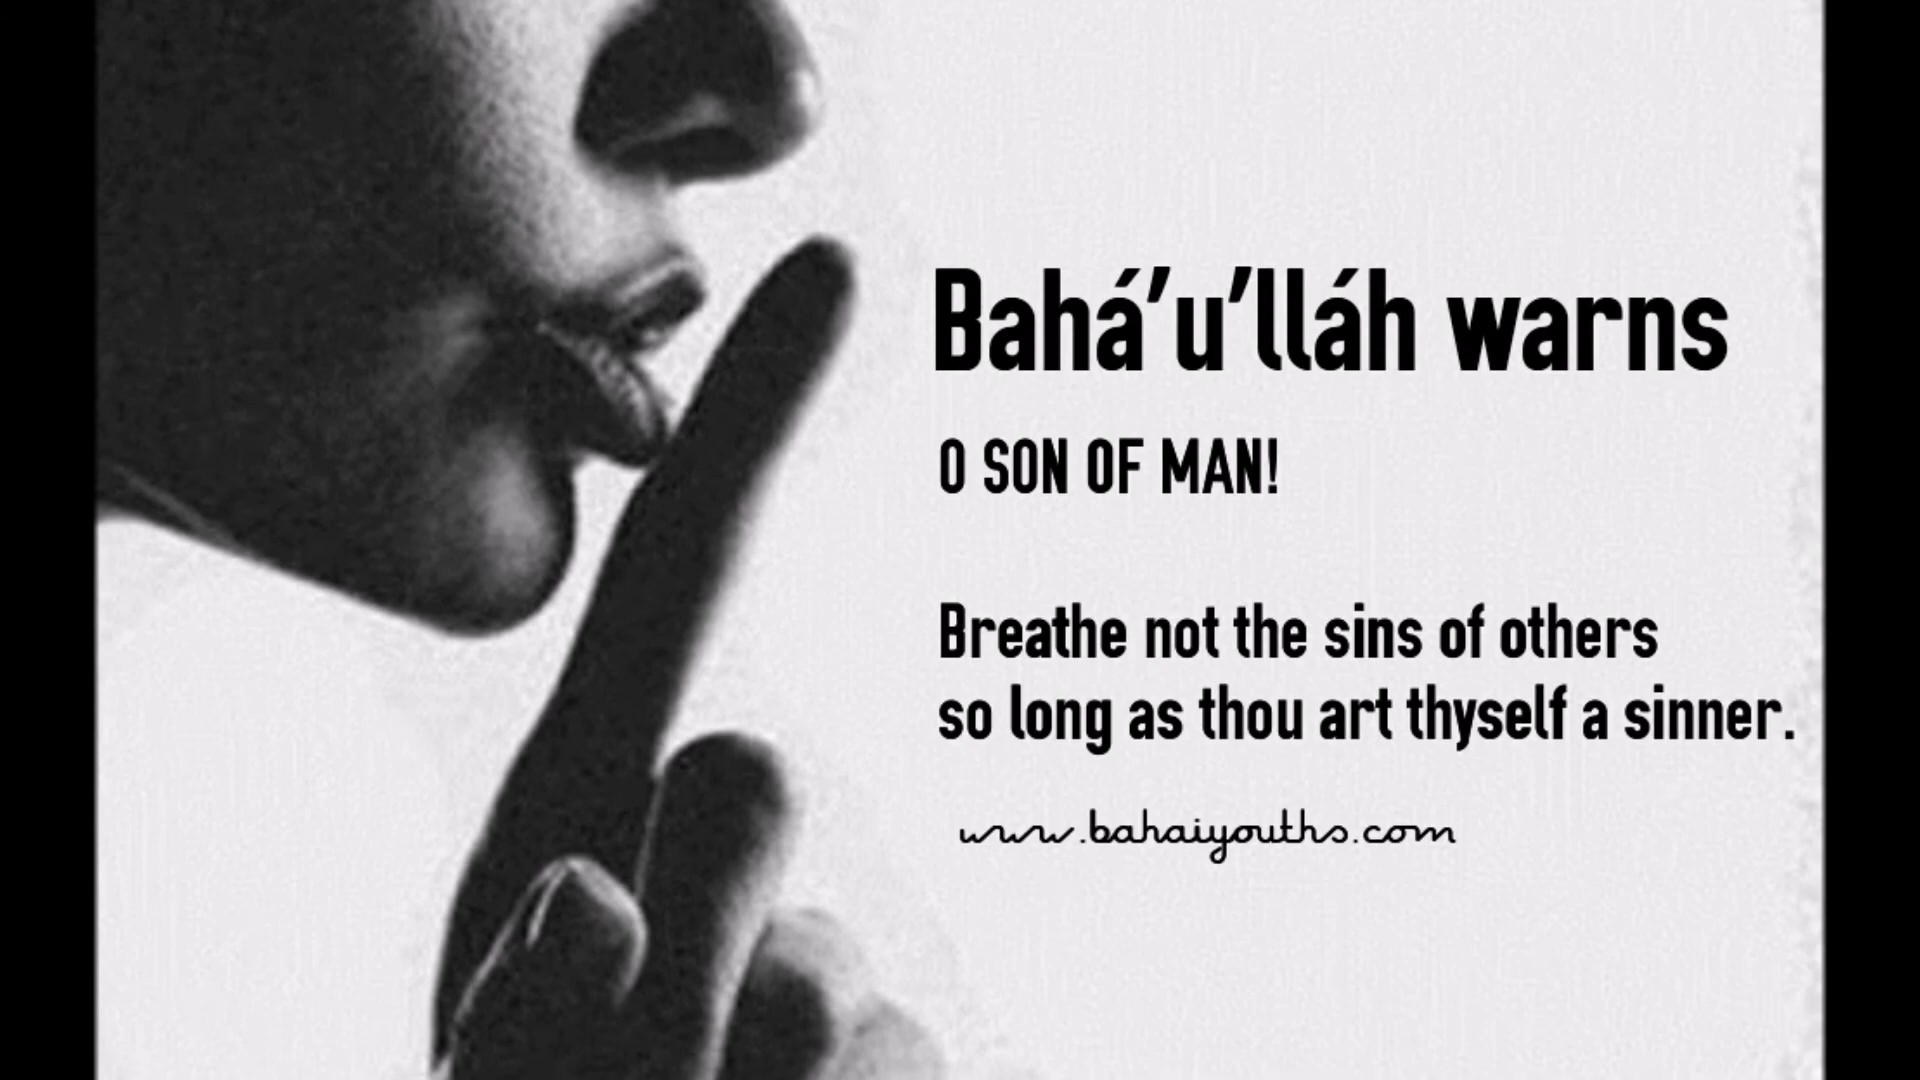 Bahá’u’lláh warns
O SON OF MAN!
Breathe not the sins of others
so long as thou art thyself a sinner.
www.bahaiyouths.com